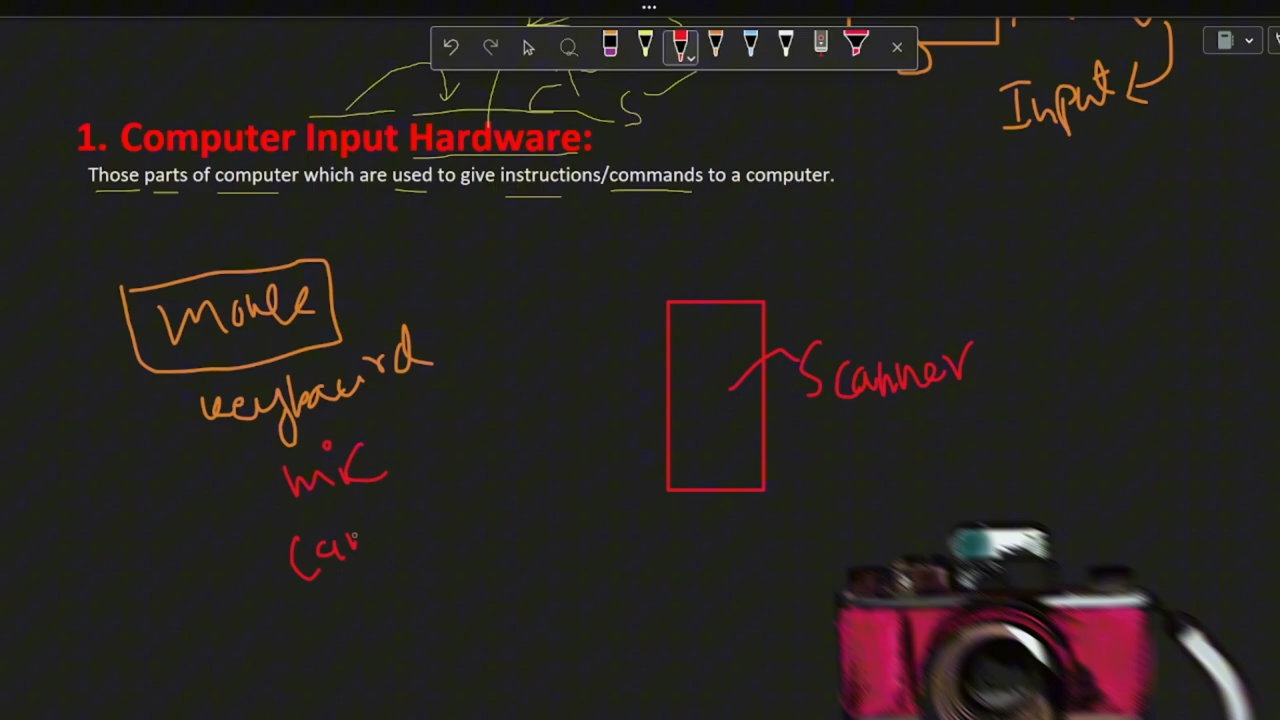 Input
S
1. Computer Input Hardware:
Those parts of computer which are used to give instructions/commands to a computer.
Mouse
Keyboard
Scanner
mic